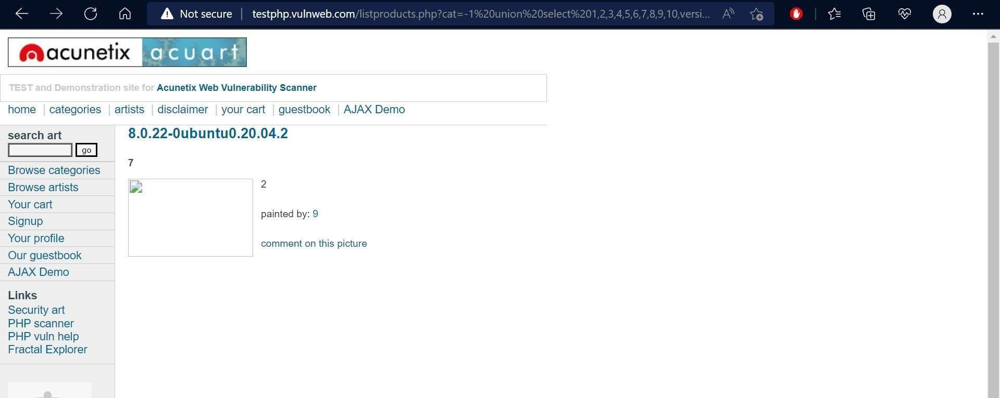 Not secure | testphp.vulnweb.com/listproducts.php?cat=-1%20union%20select%201,2,3,4,5,6,7,8,9,10,versi...
acunetix acuart
TEST and Demonstration site for Acunetix Web Vulnerability Scanner
home | categories | artists | disclaimer | your cart | guestbook | AJAX Demo
search art
go
Browse categories
Browse artists
Your cart
Signup
Your profile
Our guestbook
AJAX Demo
Links
Security art
PHP scanner
PHP vuln help
Fractal Explorer
8.0.22-0ubuntu0.20.04.2
7
2
painted by: 9
comment on this picture